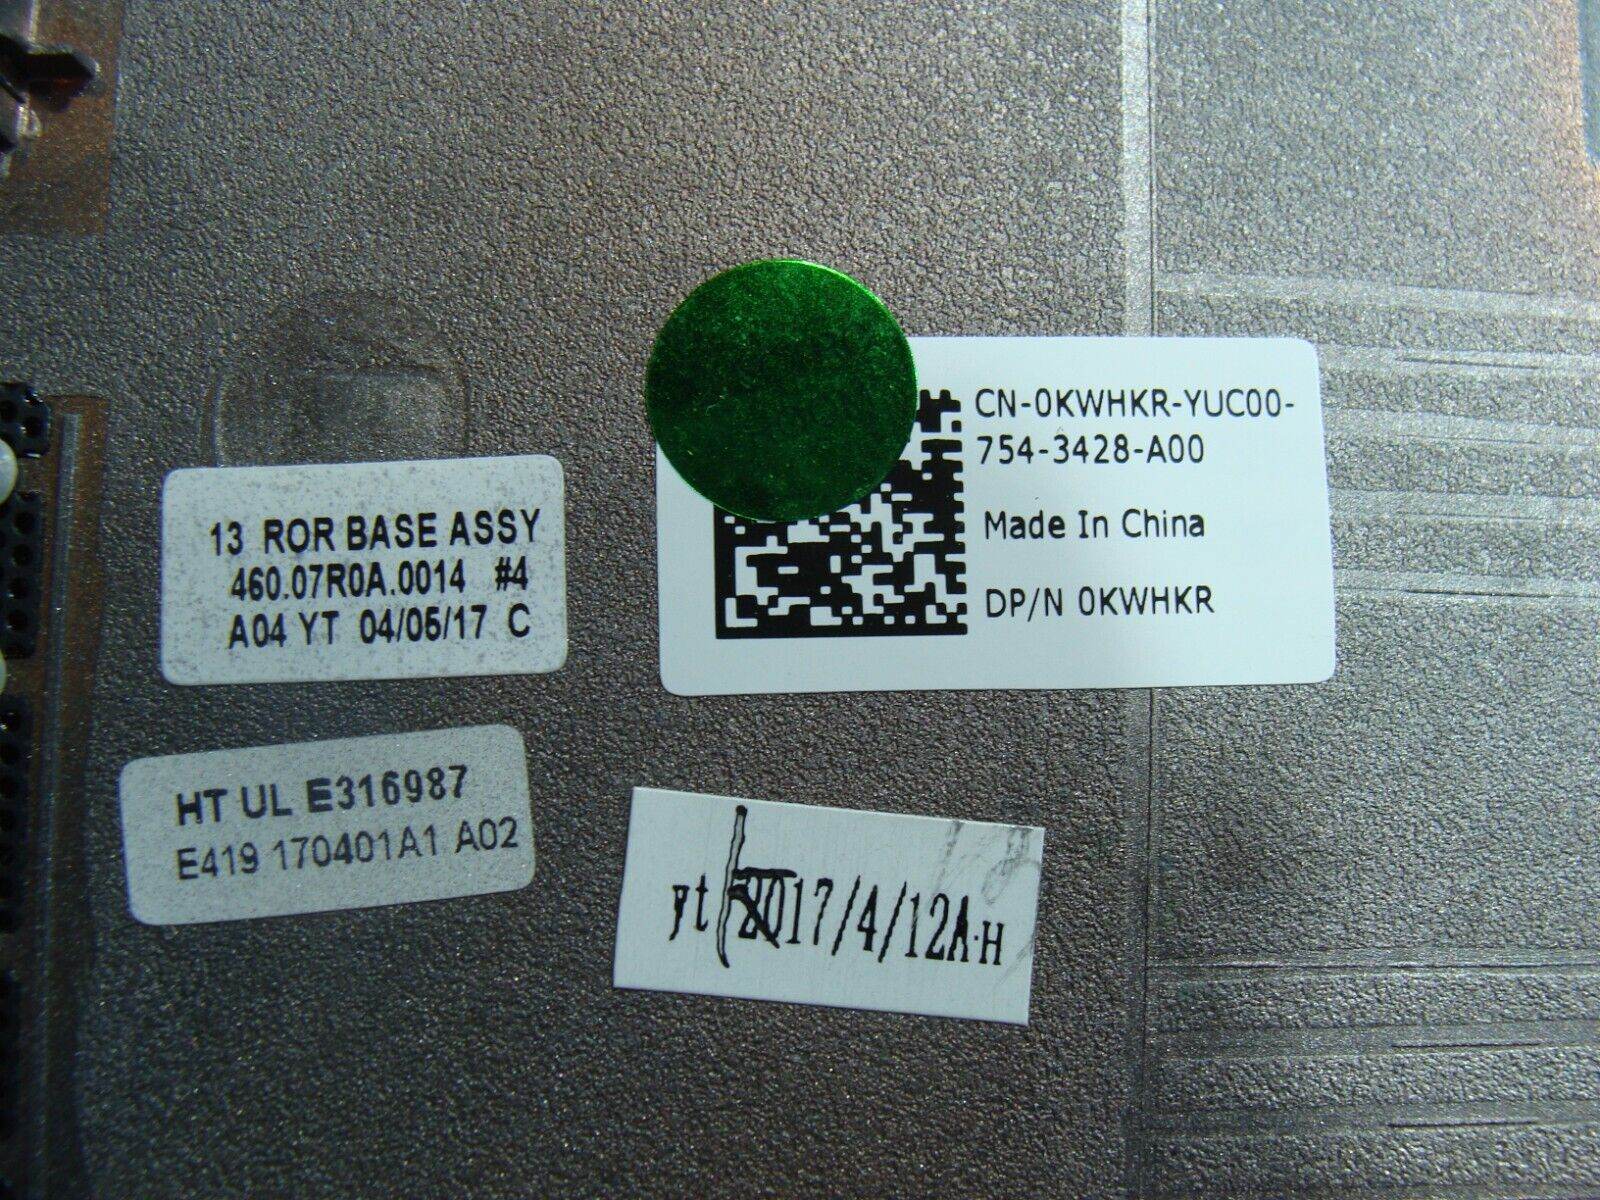 CN-0KWHKR-YUC00-
754-3428-A00
Made In China
DP/N 0KWHKR
13 ROR BASE ASSY
460.07R0A.0014 #4
A04 YT 04/05/17 C
HT UL E316987
E419 170401A1 A02
yt 2017/4/12A·H